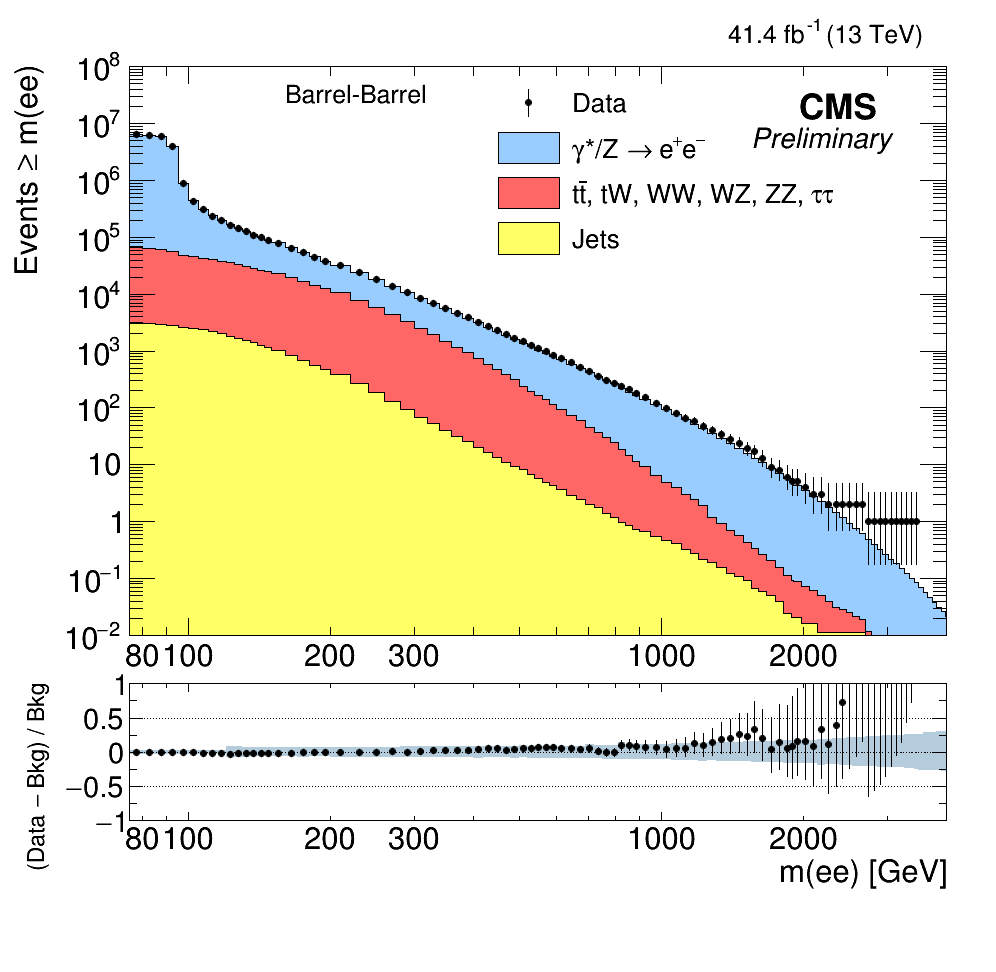 41.4 fb⁻¹ (13 TeV)
Events ≥ m(ee)
10⁸
10⁷
10⁶
10⁵
10⁴
10³
10²
10
1
10⁻¹
10⁻²
Barrel-Barrel
Data
γ*/Z → e⁺e⁻
tt̄, tW, WW, WZ, ZZ, ττ
Jets
CMS
Preliminary
80 100 200 300 1000 2000
(Data − Bkg) / Bkg
1
0.5
0
−0.5
−1
80 100 200 300 1000 2000
m(ee) [GeV]